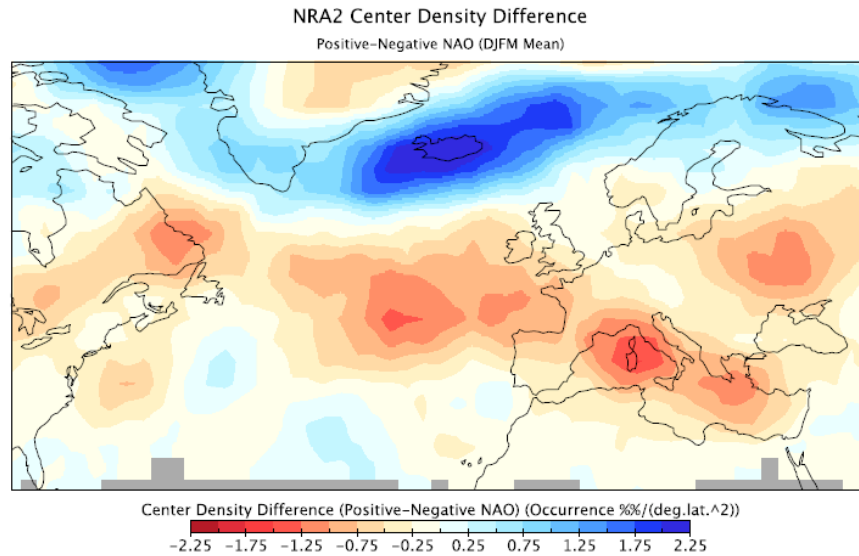 NRA2 Center Density Difference
Positive-Negative NAO (DJFM Mean)
Center Density Difference (Positive-Negative NAO) (Occurrence %%/(deg.lat.^2))
-2.25 -1.75 -1.25 -0.75 -0.25 0.25 0.75 1.25 1.75 2.25